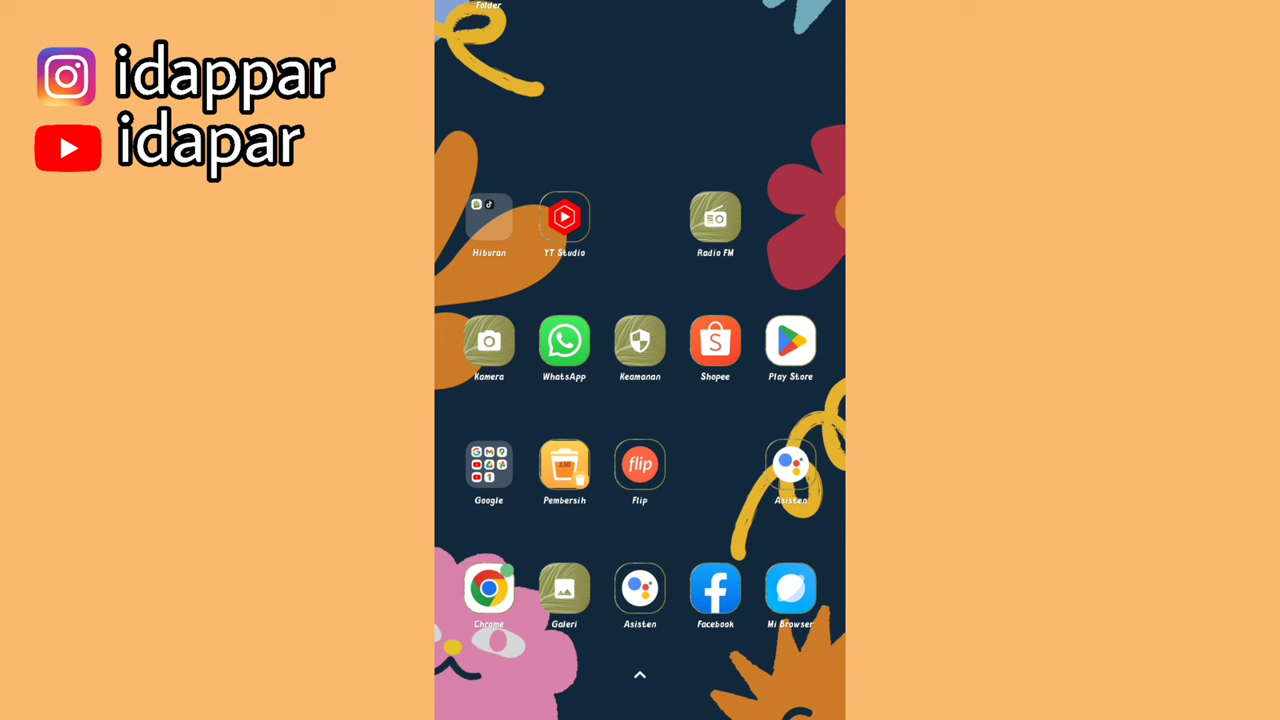 idappar
idapar
Folder
Hiburan
YT Studio
Radio FM
Kamera
WhatsApp
Keamanan
Shopee
Play Store
Google
Pembersih
flip
Flip
Asisten
Chrome
Galeri
Asisten
Facebook
Mi Browser